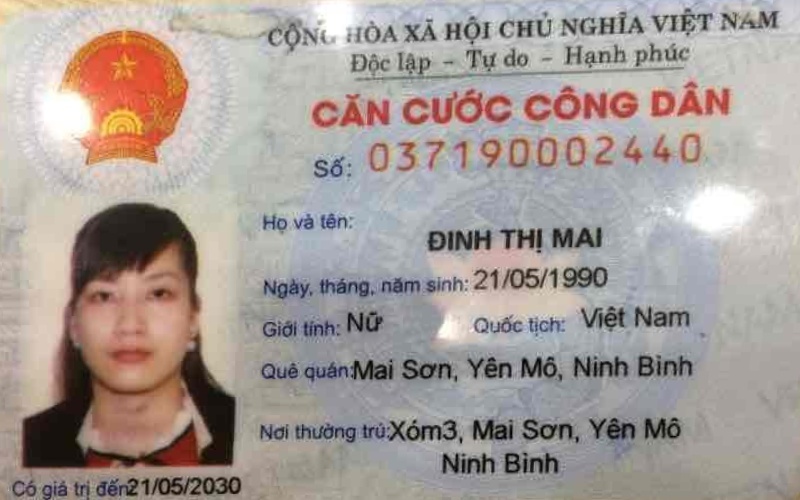 CỘNG HÒA XÃ HỘI CHỦ NGHĨA VIỆT NAM
Độc lập - Tự do - Hạnh phúc
CĂN CƯỚC CÔNG DÂN
Số: 037190002440
Họ và tên:
ĐINH THỊ MAI
Ngày, tháng, năm sinh: 21/05/1990
Giới tính: Nữ Quốc tịch: Việt Nam
Quê quán: Mai Sơn, Yên Mô, Ninh Bình
Nơi thường trú: Xóm3, Mai Sơn, Yên Mô
Ninh Bình
Có giá trị đến 21/05/2030